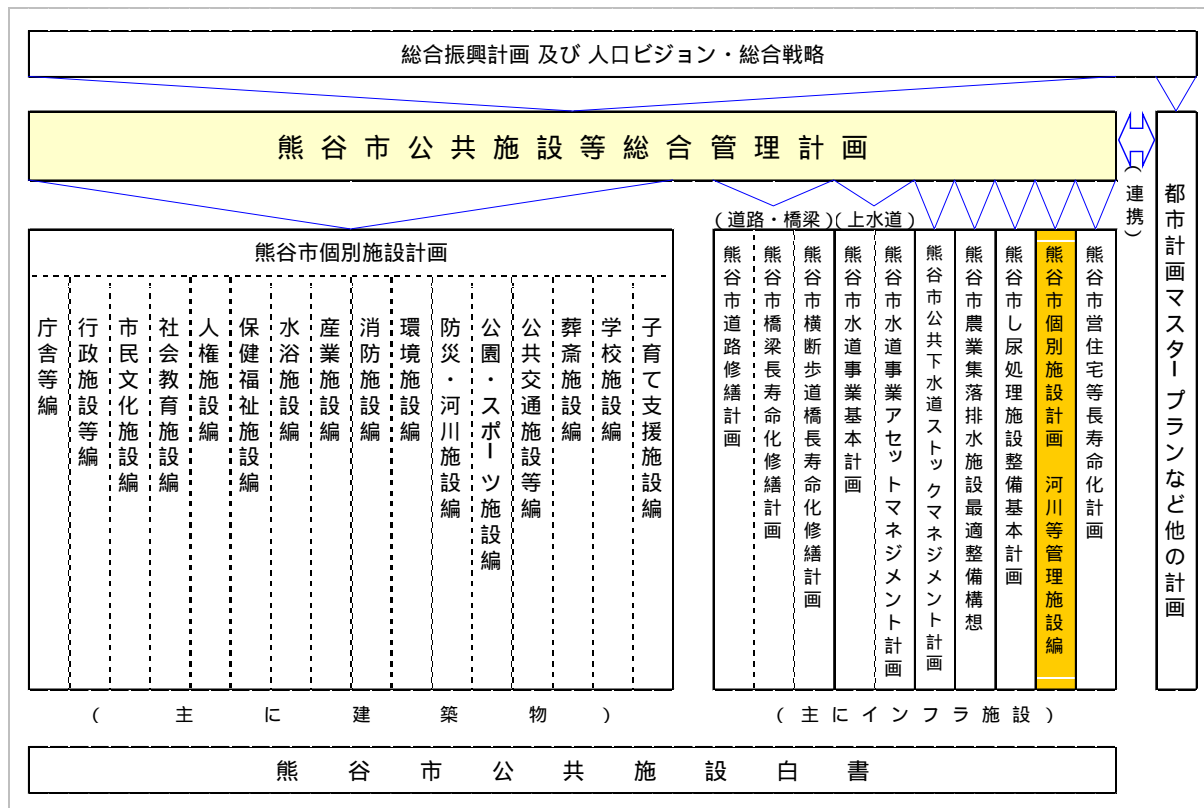 総合振興計画 及び 人口ビジョン・総合戦略
熊谷市公共施設等総合管理計画
(連携)
都市計画マスタープランなど他の計画
(道路・橋梁)(上水道)
熊谷市個別施設計画
庁舎等編
行政施設等編
市民文化施設編
社会教育施設編
人権施設編
保健福祉施設編
水浴施設編
産業施設編
消防施設編
環境施設編
防災・河川施設編
公園・スポーツ施設編
公共交通施設等編
葬斎施設編
学校施設編
子育て支援施設編
熊谷市道路修繕計画
熊谷市橋梁長寿命化修繕計画
熊谷市横断歩道橋長寿命化修繕計画
熊谷市水道事業基本計画
熊谷市水道事業アセットマネジメント計画
熊谷市公共下水道ストックマネジメント計画
熊谷市農業集落排水施設最適整備構想
熊谷市し尿処理施設整備基本計画
熊谷市個別施設計画 河川等管理施設編
熊谷市営住宅等長寿命化計画
(主に建築物)
(主にインフラ施設)
熊谷市公共施設白書